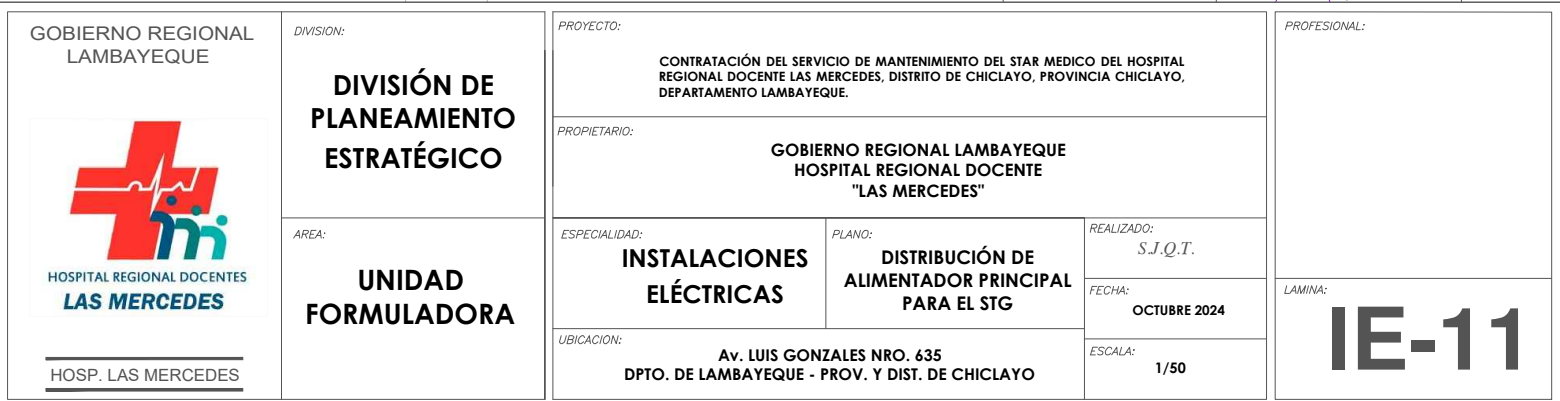 GOBIERNO REGIONAL
LAMBAYEQUE
HOSPITAL REGIONAL DOCENTES
LAS MERCEDES
HOSP. LAS MERCEDES
DIVISION:
DIVISIÓN DE
PLANEAMIENTO
ESTRATÉGICO
AREA:
UNIDAD
FORMULADORA
PROYECTO:
CONTRATACIÓN DEL SERVICIO DE MANTENIMIENTO DEL STAR MEDICO DEL HOSPITAL
REGIONAL DOCENTE LAS MERCEDES, DISTRITO DE CHICLAYO, PROVINCIA CHICLAYO,
DEPARTAMENTO LAMBAYEQUE.
PROPIETARIO:
GOBIERNO REGIONAL LAMBAYEQUE
HOSPITAL REGIONAL DOCENTE
"LAS MERCEDES"
ESPECIALIDAD:
INSTALACIONES
ELÉCTRICAS
PLANO:
DISTRIBUCIÓN DE
ALIMENTADOR PRINCIPAL
PARA EL STG
REALIZADO:
S.J.Q.T.
FECHA:
OCTUBRE 2024
UBICACION:
Av. LUIS GONZALES NRO. 635
DPTO. DE LAMBAYEQUE - PROV. Y DIST. DE CHICLAYO
ESCALA:
1/50
PROFESIONAL:
LAMINA:
IE-11